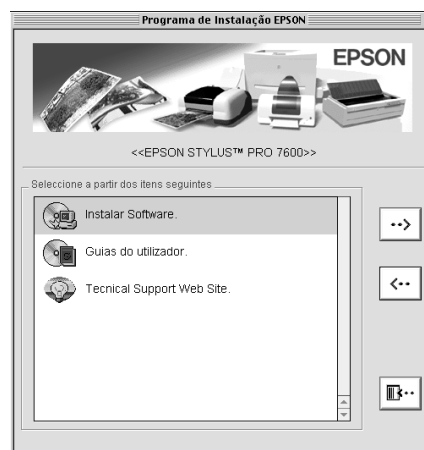 Programa de Instalação EPSON
EPSON
<<EPSON STYLUS™ PRO 7600>>
Seleccione a partir dos itens seguintes
Instalar Software.
Guias do utilizador.
Tecnical Support Web Site.